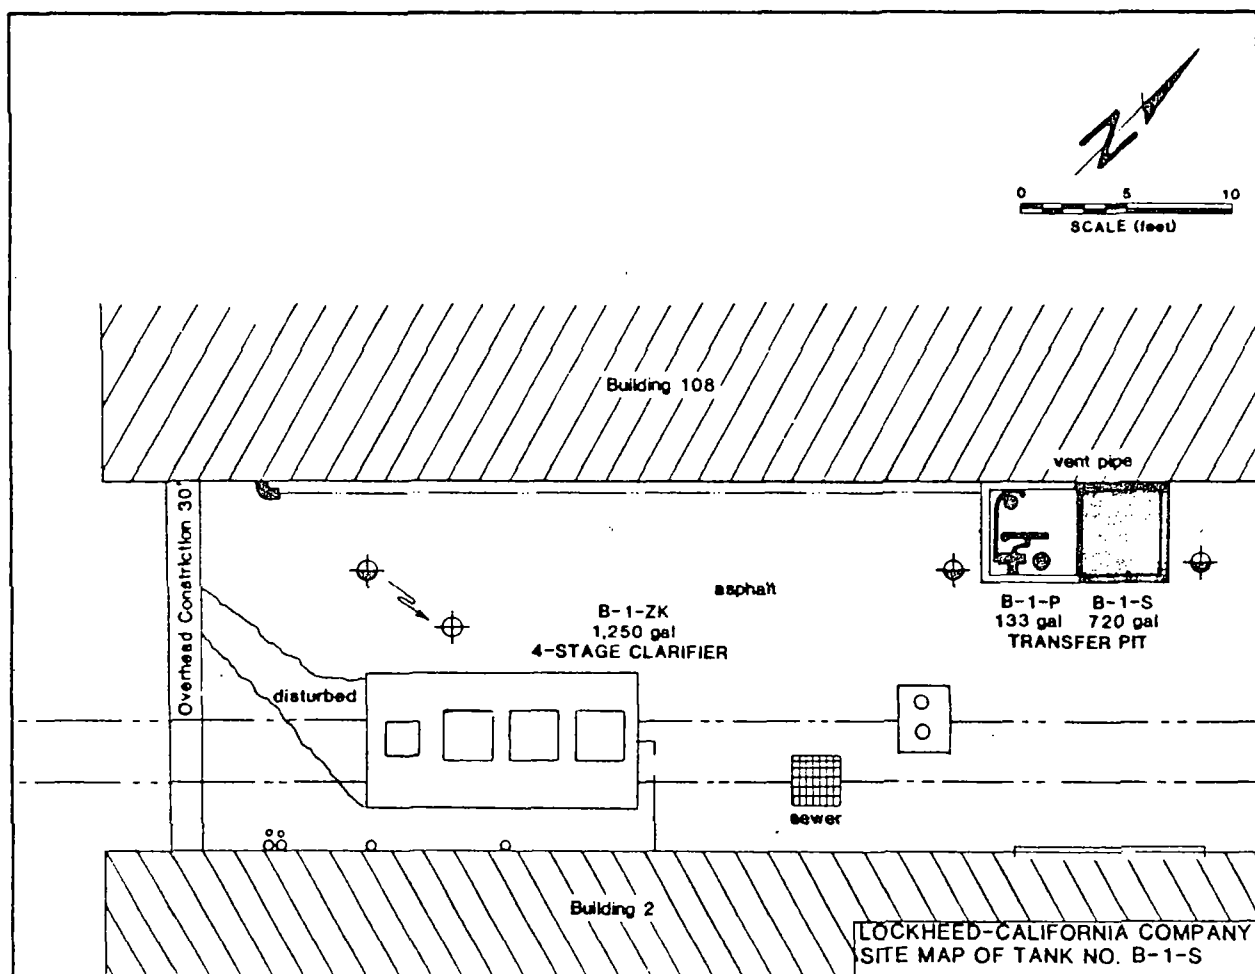 N
0 5 10
SCALE (feet)
Building 108
vent pipe
Overhead Constriction 30'
asphalt
B-1-ZK
1,250 gal
4-STAGE CLARIFIER
B-1-P B-1-S
133 gal 720 gal
TRANSFER PIT
disturbed
sewer
Building 2
LOCKHEED-CALIFORNIA COMPANY
SITE MAP OF TANK NO. B-1-S